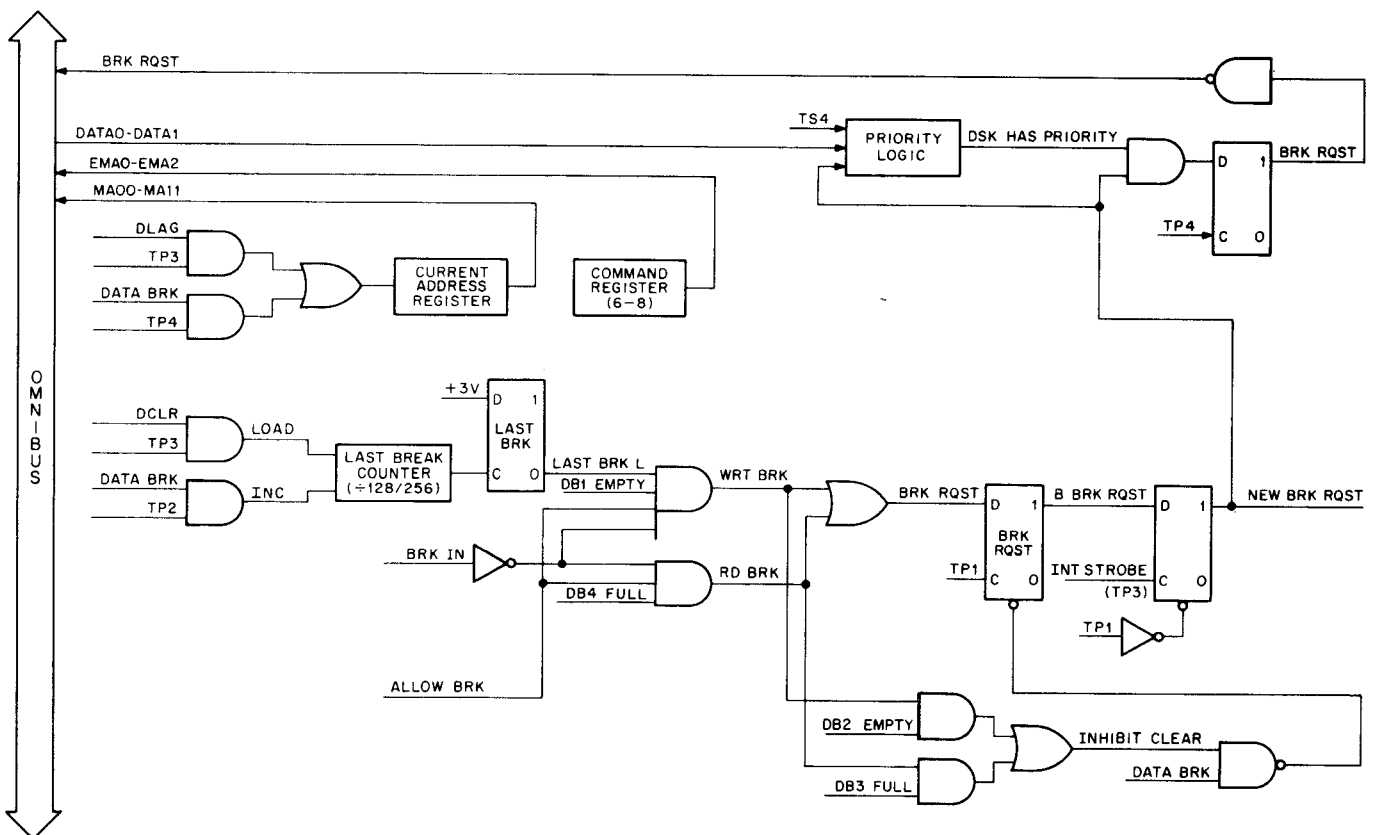 BRK RQST
DATA0-DATA1
TS4
PRIORITY
LOGIC
DSK HAS PRIORITY
EMA0-EMA2
MA00-MA11
D
1
BRK RQST
TP4
C
0
DLAG
TP3
DATA BRK
TP4
CURRENT
ADDRESS
REGISTER
COMMAND
REGISTER
(6-8)
OMNIBUS
+3V
D
1
LAST
BRK
C
0
DCLR
TP3
LOAD
DATA BRK
TP2
INC
LAST BREAK
COUNTER
(÷128/256)
LAST BRK L
DB1 EMPTY
WRT BRK
BRK RQST
D
1
BRK
RQST
TP1
C
0
B BRK RQST
D
1
NEW BRK RQST
INT STROBE
(TP3)
C
0
TP1
BRK IN
RD BRK
DB4 FULL
ALLOW BRK
DB2 EMPTY
INHIBIT CLEAR
DATA BRK
DB3 FULL